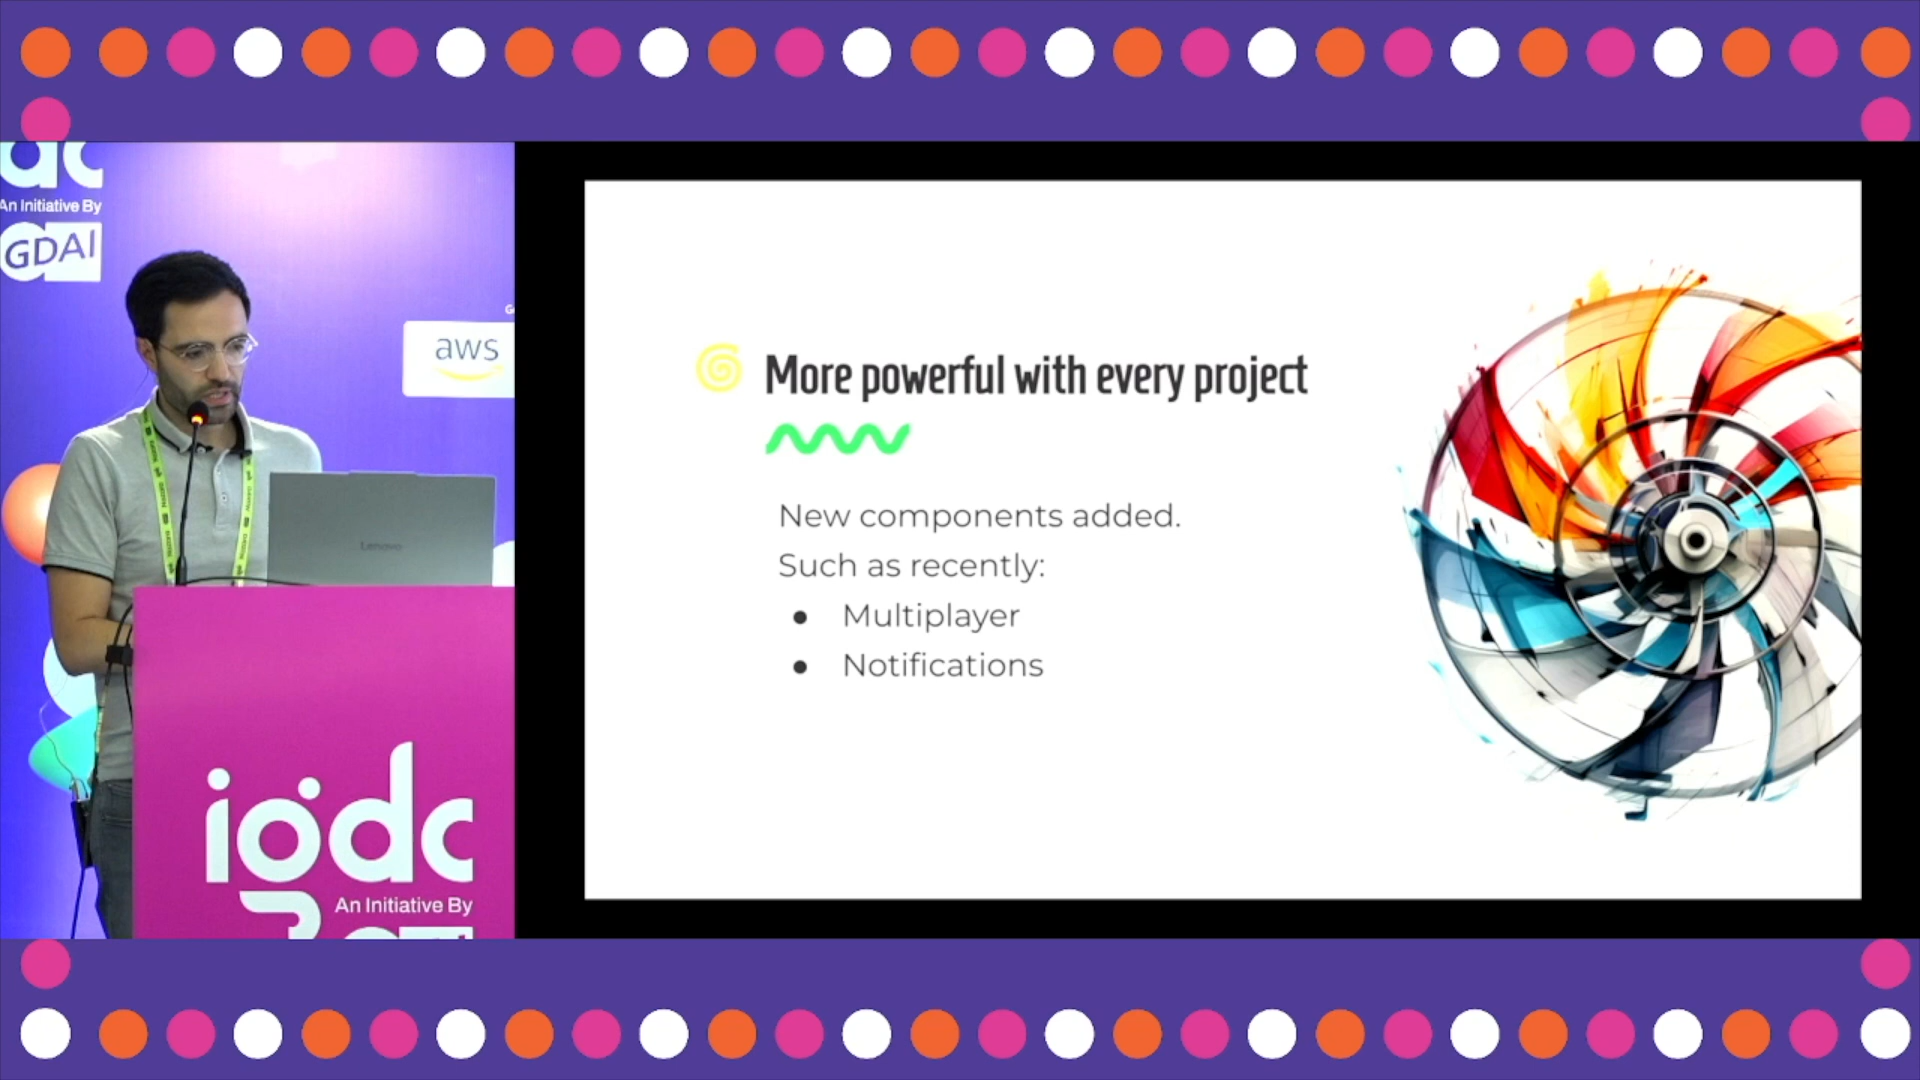 dc
An Initiative By
GDAI
aws
Lenovo
igdc
An Initiative By
More powerful with every project
New components added.
Such as recently:
● Multiplayer
● Notifications